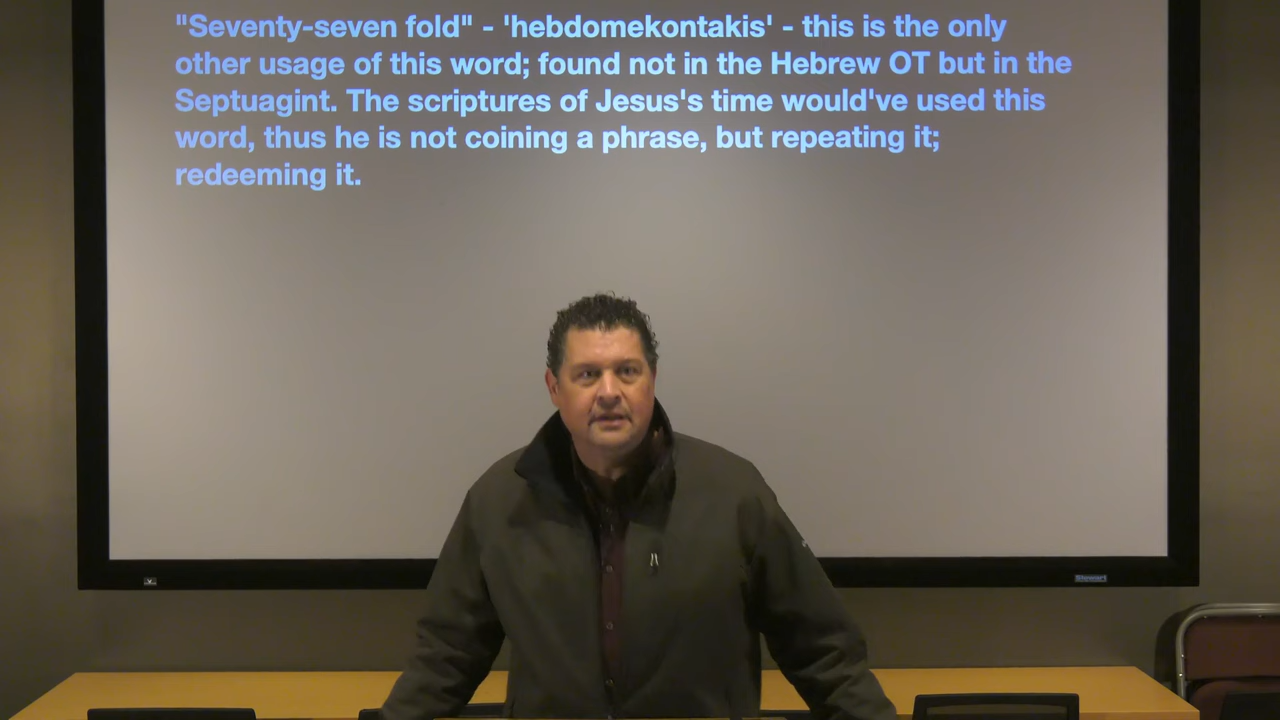 "Seventy-seven fold" - 'hebdomekontakis' - this is the only
other usage of this word; found not in the Hebrew OT but in the
Septuagint. The scriptures of Jesus's time would've used this
word, thus he is not coining a phrase, but repeating it;
redeeming it.
Stewart